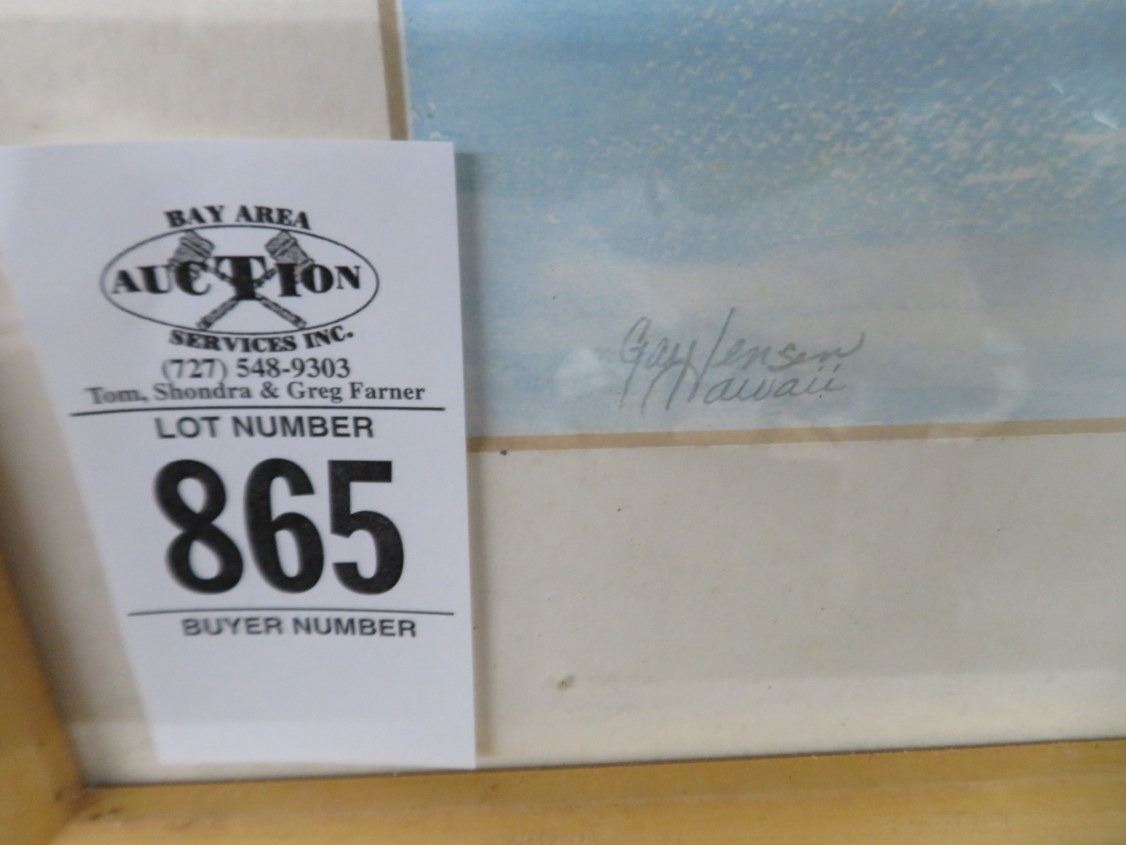 BAY AREA
AUCTION
SERVICES INC.
(727) 548-9303
Tom, Shondra & Greg Farner
LOT NUMBER
865
BUYER NUMBER
Gay Jensen
Hawaii